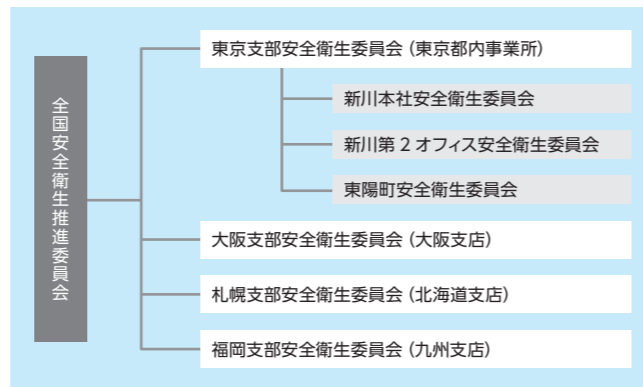 全国安全衛生推進委員会
東京支部安全衛生委員会 (東京都内事業所)
新川本社安全衛生委員会
新川第 2 オフィス安全衛生委員会
東陽町安全衛生委員会
大阪支部安全衛生委員会 (大阪支店)
札幌支部安全衛生委員会 (北海道支店)
福岡支部安全衛生委員会 (九州支店)